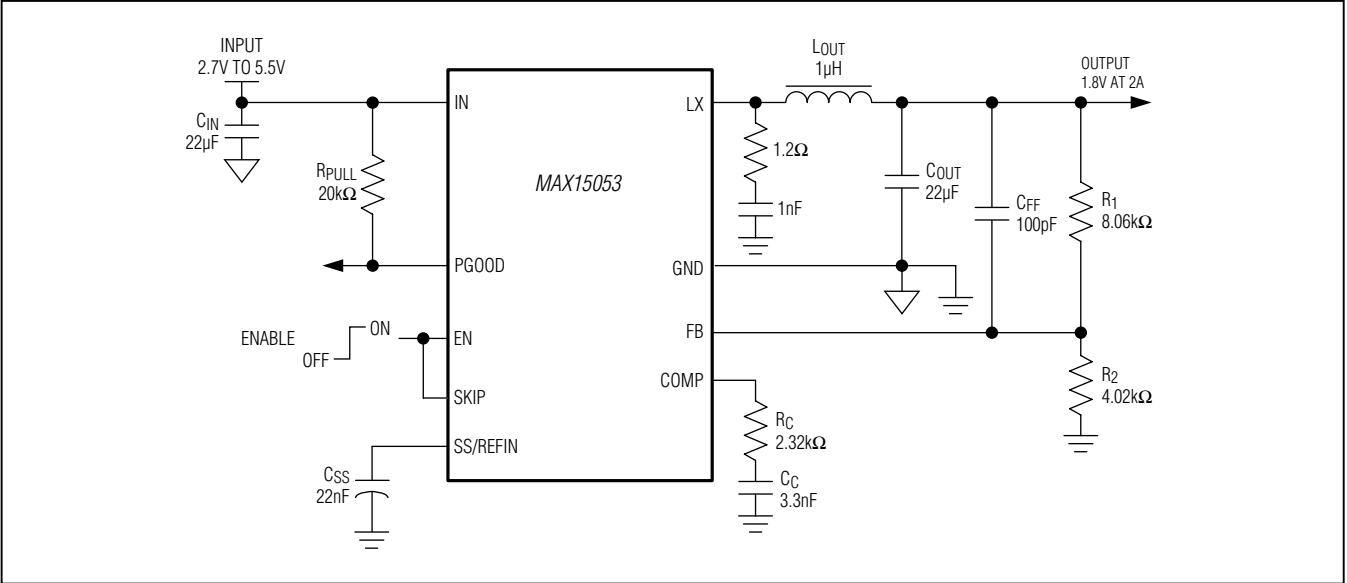 INPUT
2.7V TO 5.5V
CIN
22µF
RPULL
20kΩ
IN
PGOOD
ENABLE
OFF
ON
EN
SKIP
SS/REFIN
CSS
22nF
MAX15053
LX
GND
FB
COMP
LOUT
1µH
1.2Ω
1nF
COUT
22µF
CFF
100pF
OUTPUT
1.8V AT 2A
R1
8.06kΩ
R2
4.02kΩ
RC
2.32kΩ
CC
3.3nF